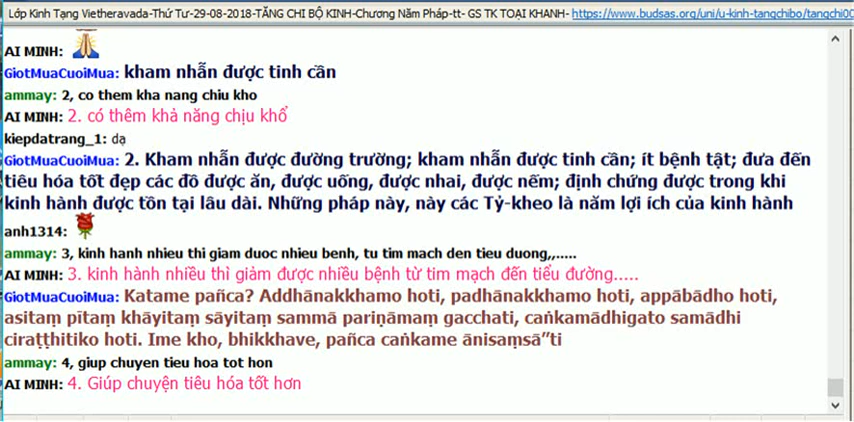 Lớp Kinh Tạng Vietheravada-Thứ Tư-29-08-2018-TĂNG CHI BỘ KINH-Chương Năm Pháp-tt- GS TK TOẠI KHANH- https://www.budsas.org/uni/u-kinh-tangchibo/tangchi00
AI MINH:
GiotMuaCuoiMua: kham nhẫn được tinh cần
ammay: 2, co them kha nang chiu kho
AI MINH: 2. có thêm khả năng chịu khổ
kiepdatrang_1: dạ
GiotMuaCuoiMua: 2. Kham nhẫn được đường trường; kham nhẫn được tinh cần; ít bệnh tật; đưa đến
tiêu hóa tốt đẹp các đồ được ăn, được uống, được nhai, được nếm; định chứng được trong khi
kinh hành được tồn tại lâu dài. Những pháp này, này các Tỷ-kheo là năm lợi ích của kinh hành
anh1314:
ammay: 3, kinh hanh nhieu thi giam duoc nhieu benh, tu tim mach den tieu duong,,.....
AI MINH: 3. kinh hành nhiều thì giảm được nhiều bệnh từ tim mạch đến tiểu đường.....
GiotMuaCuoiMua: Katame pañca? Addhānakkhamo hoti, padhānakkhamo hoti, appābādho hoti,
asitaṃ pītaṃ khāyitaṃ sāyitaṃ sammā pariṇāmaṃ gacchati, caṅkamādhigato samādhi
ciraṭṭhitiko hoti. Ime kho, bhikkhave, pañca caṅkame ānisaṃsā”ti
ammay: 4, giup chuyen tieu hoa tot hon
AI MINH: 4. Giúp chuyện tiêu hóa tốt hơn